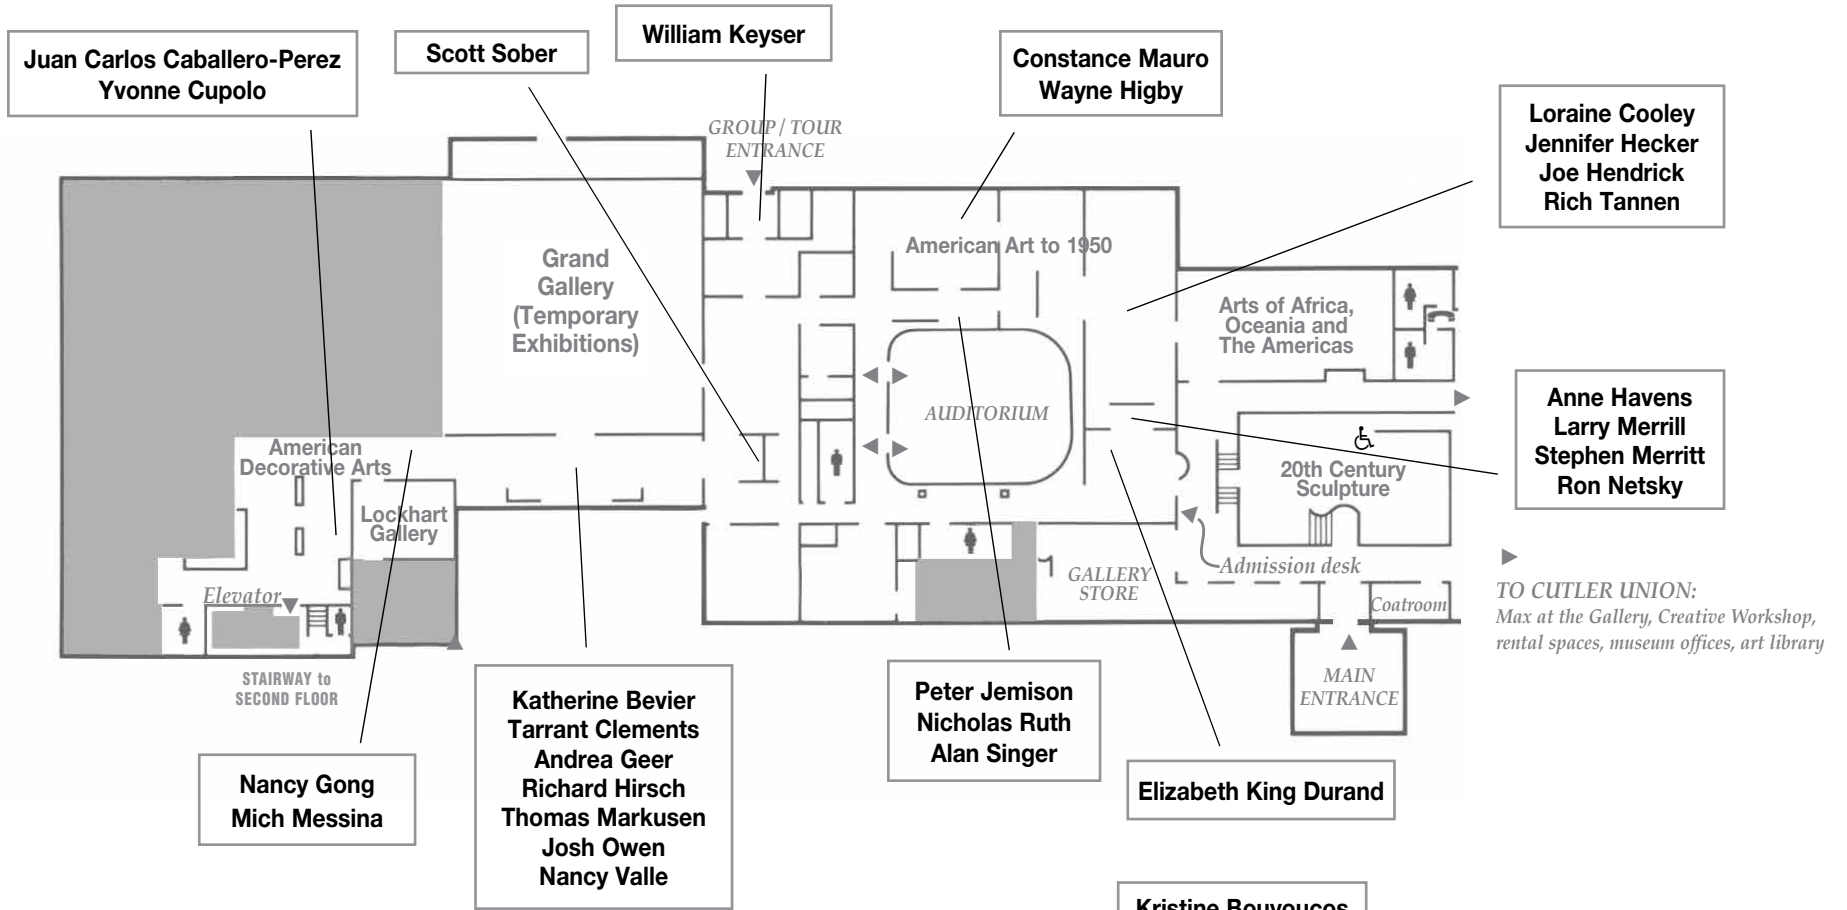 Juan Carlos Caballero-Perez
Yvonne Cupolo
Scott Sober
William Keyser
Constance Mauro
Wayne Higby
Loraine Cooley
Jennifer Hecker
Joe Hendrick
Rich Tannen
GROUP / TOUR
ENTRANCE
Grand
Gallery
(Temporary
Exhibitions)
American Art to 1950
Arts of Africa,
Oceania and
The Americas
AUDITORIUM
Anne Havens
Larry Merrill
Stephen Merritt
Ron Netsky
American
Decorative Arts
Lockhart
Gallery
20th Century
Sculpture
Elevator
GALLERY
STORE
Admission desk
Coatroom
TO CUTLER UNION:
Max at the Gallery, Creative Workshop,
rental spaces, museum offices, art library
STAIRWAY to
SECOND FLOOR
MAIN
ENTRANCE
Nancy Gong
Mich Messina
Katherine Bevier
Tarrant Clements
Andrea Geer
Richard Hirsch
Thomas Markusen
Josh Owen
Nancy Valle
Peter Jemison
Nicholas Ruth
Alan Singer
Elizabeth King Durand
Kristine Bouyoucos